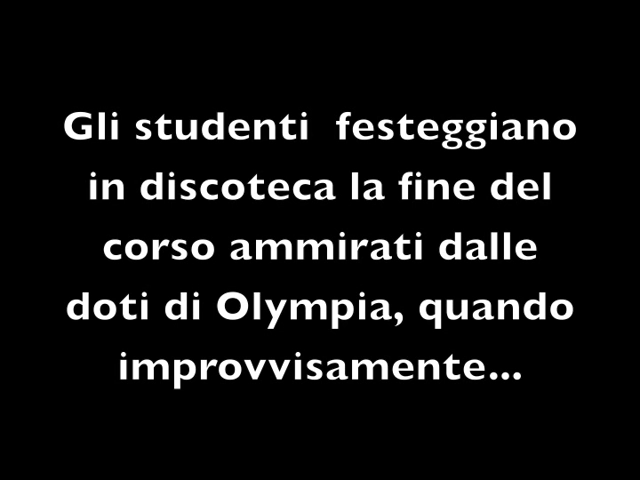 Gli studenti  festeggiano
in discoteca la fine del
corso ammirati dalle
doti di Olympia, quando
improvvisamente...